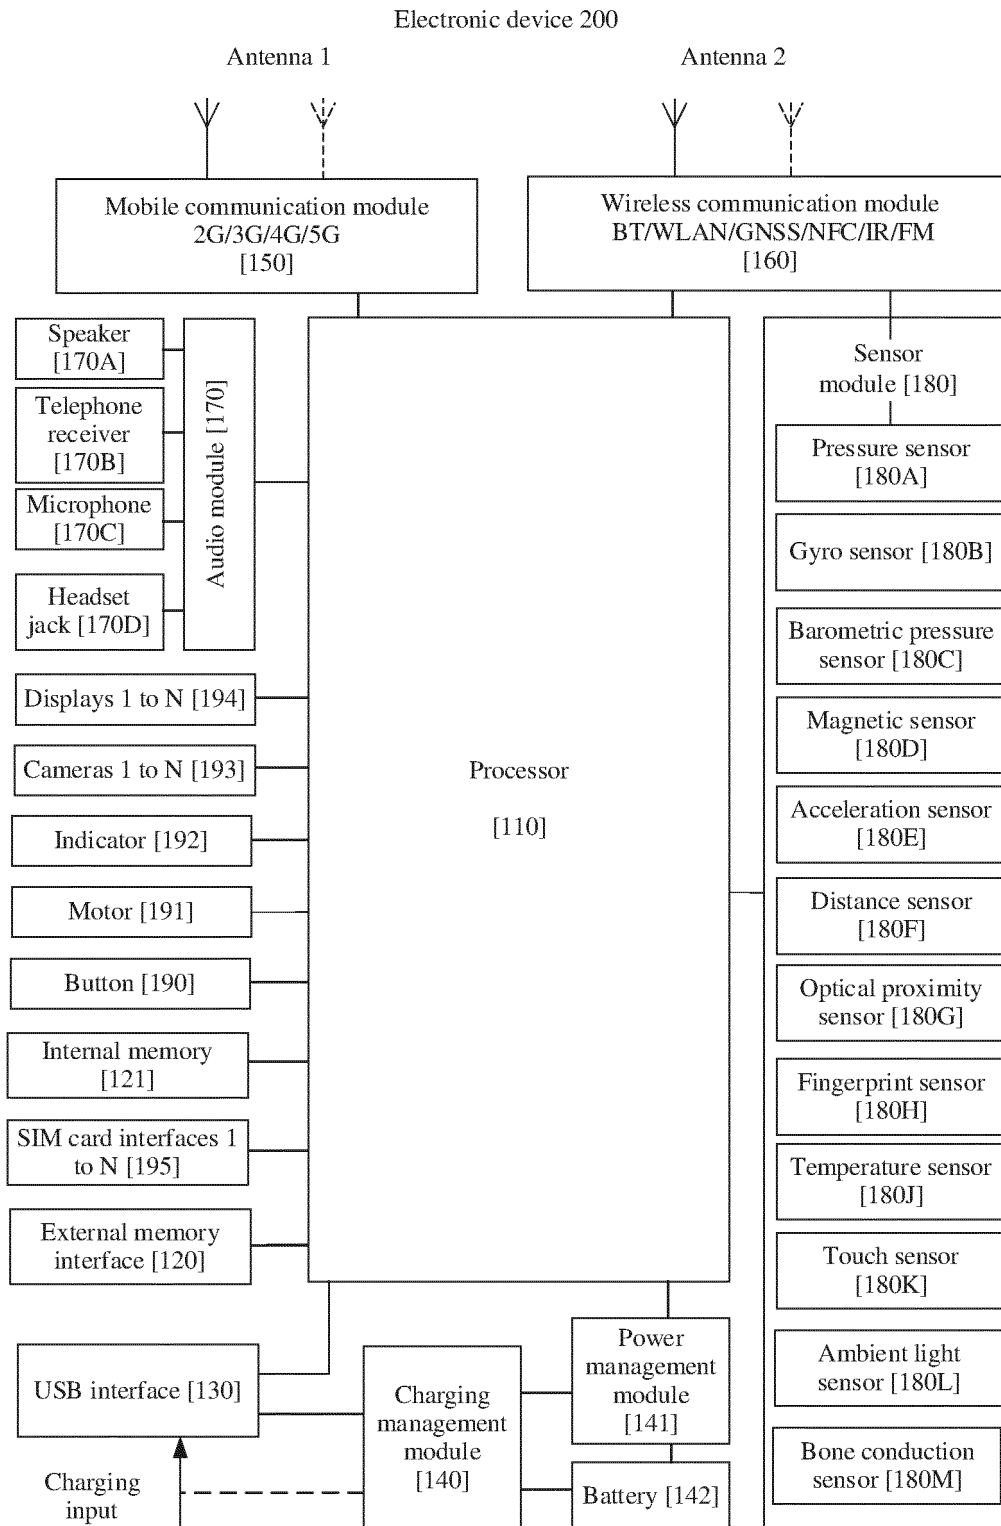 Electronic device 200
Antenna 1
Antenna 2
Mobile communication module
2G/3G/4G/5G
[150]
Wireless communication module
BT/WLAN/GNSS/NFC/IR/FM
[160]
Speaker
[170A]
Telephone
receiver
[170B]
Microphone
[170C]
Headset
jack [170D]
Audio module [170]
Displays 1 to N [194]
Cameras 1 to N [193]
Indicator [192]
Motor [191]
Button [190]
Internal memory
[121]
SIM card interfaces 1
to N [195]
External memory
interface [120]
Processor
[110]
Sensor
module [180]
Pressure sensor
[180A]
Gyro sensor [180B]
Barometric pressure
sensor [180C]
Magnetic sensor
[180D]
Acceleration sensor
[180E]
Distance sensor
[180F]
Optical proximity
sensor [180G]
Fingerprint sensor
[180H]
Temperature sensor
[180J]
Touch sensor
[180K]
Ambient light
sensor [180L]
Bone conduction
sensor [180M]
USB interface [130]
Charging
management
module
[140]
Power
management
module
[141]
Battery [142]
Charging
input